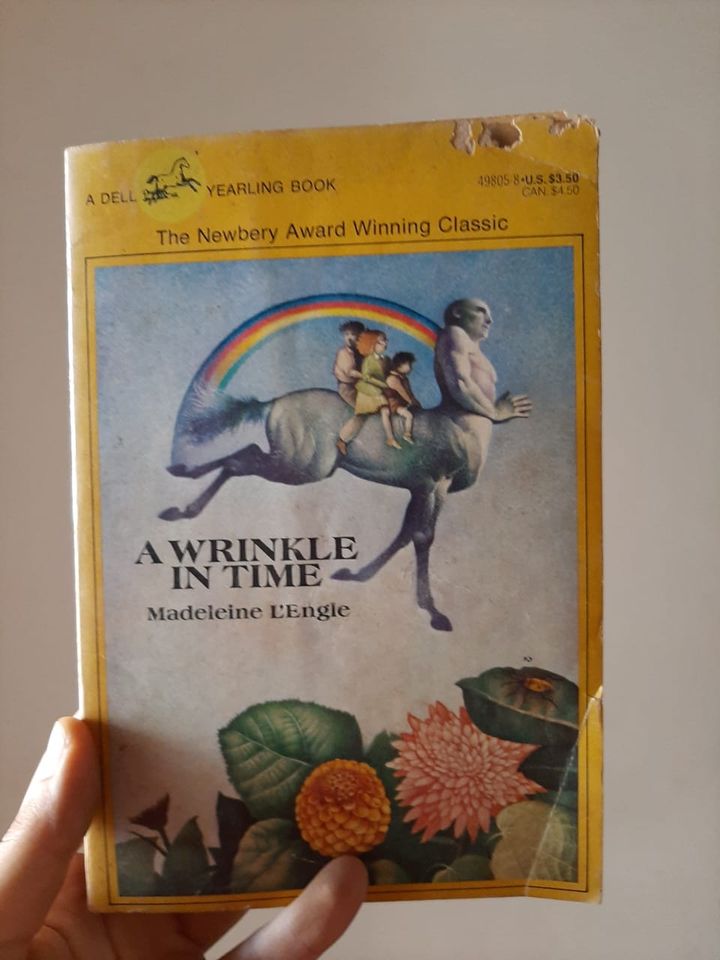 A DELL YEARLING BOOK
49805-8•U.S. $3.50
CAN. $4.50
The Newbery Award Winning Classic
A WRINKLE
IN TIME
Madeleine L'Engle